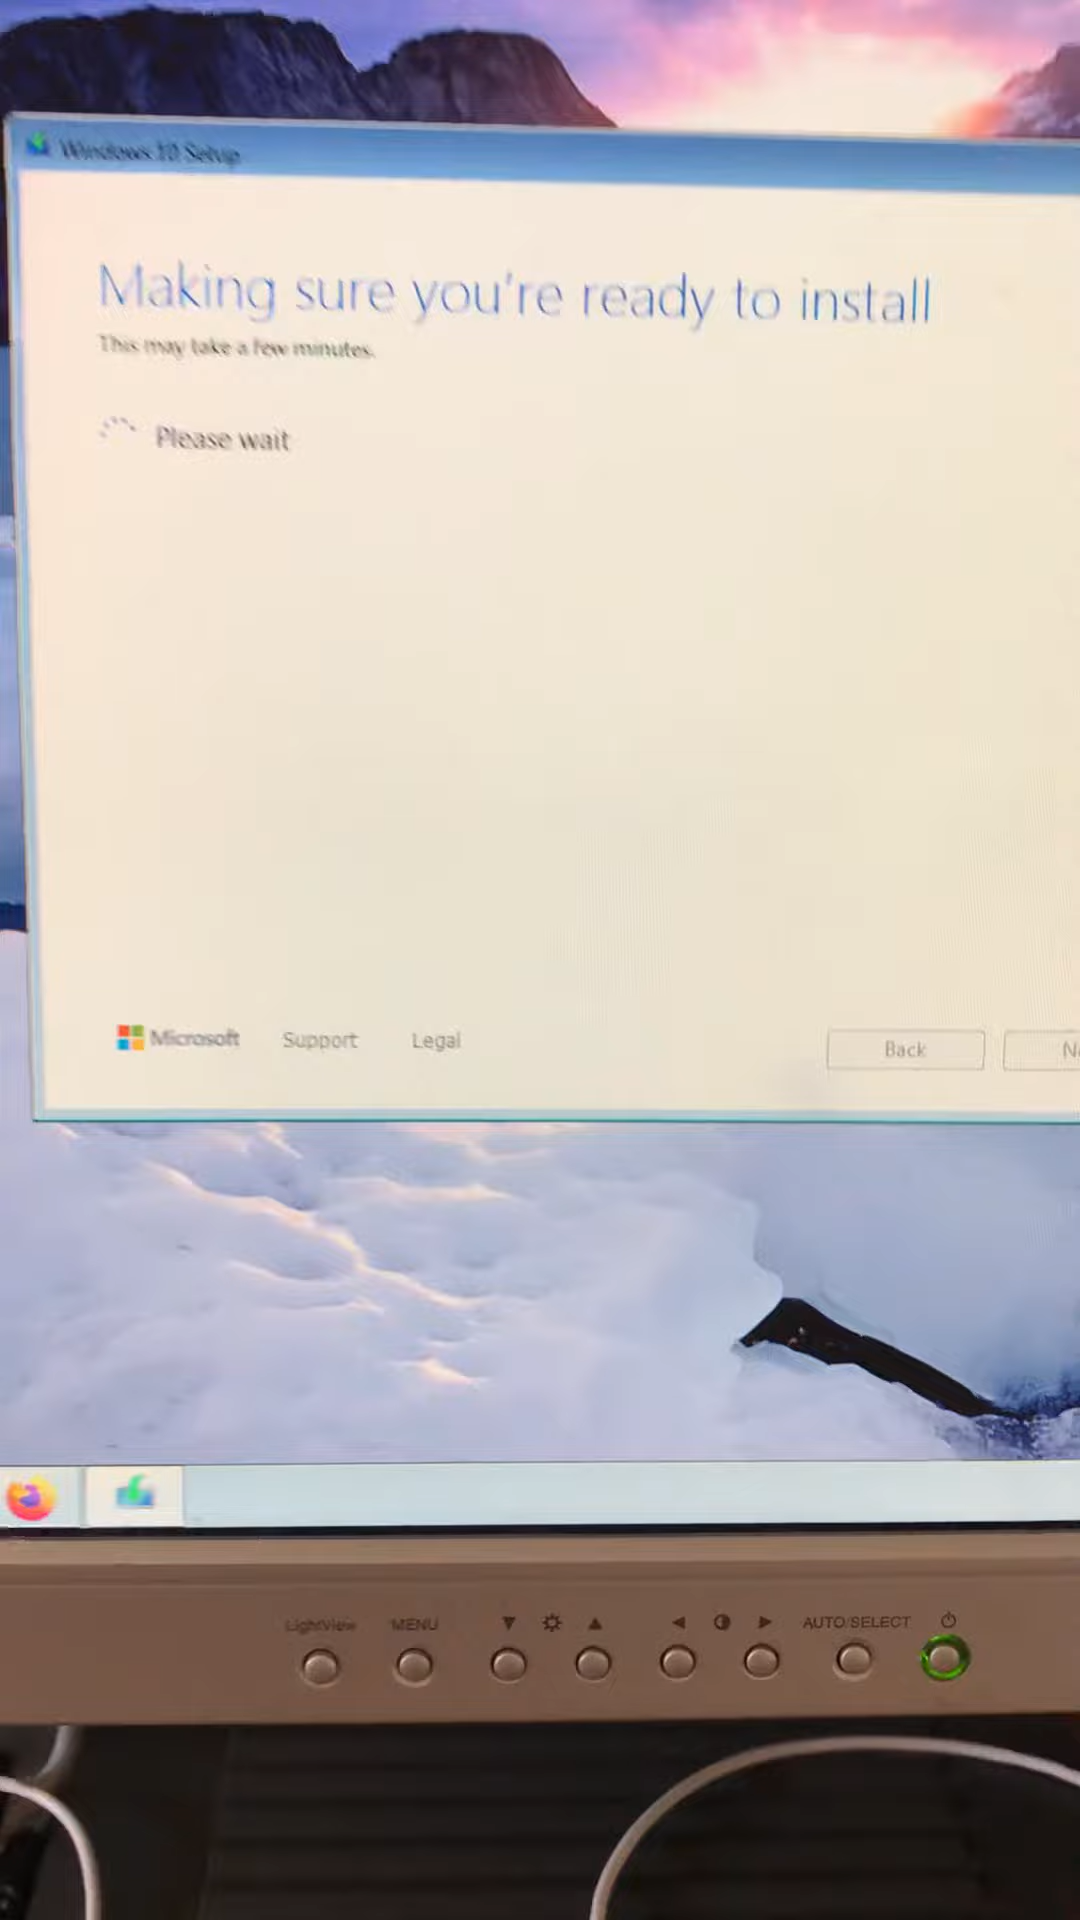 Windows 10 Setup
Making sure you're ready to install
This may take a few minutes.
Please wait
Microsoft Support Legal
Back
LightView MENU AUTO/SELECT